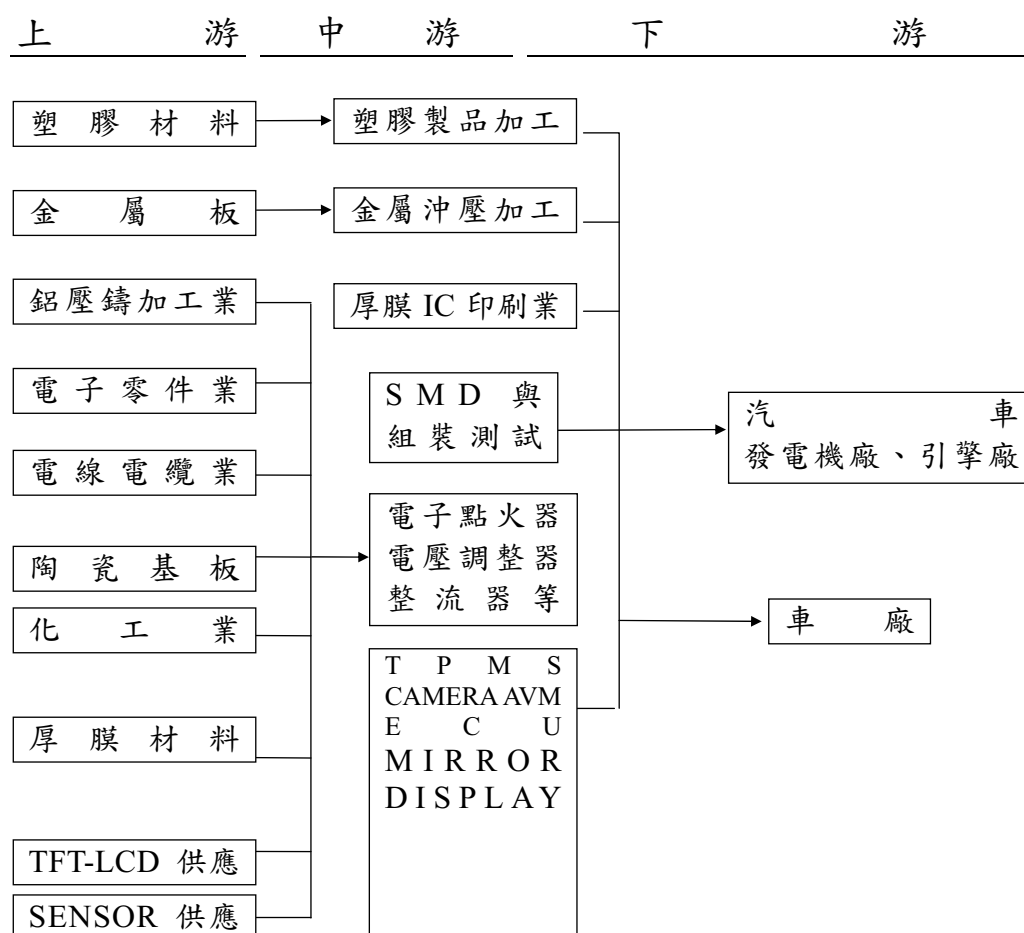 上游 中游 下游
塑膠材料
塑膠製品加工
金屬板
金屬沖壓加工
鋁壓鑄加工業
厚膜 IC 印刷業
電子零件業
SMD 與
組裝測試
汽車
發電機廠、引擎廠
電線電纜業
電子點火器
電壓調整器
整流器等
陶瓷基板
化工業
車廠
TPMS
CAMERA AVM
ECU
MIRROR
DISPLAY
厚膜材料
TFT-LCD 供應
SENSOR 供應